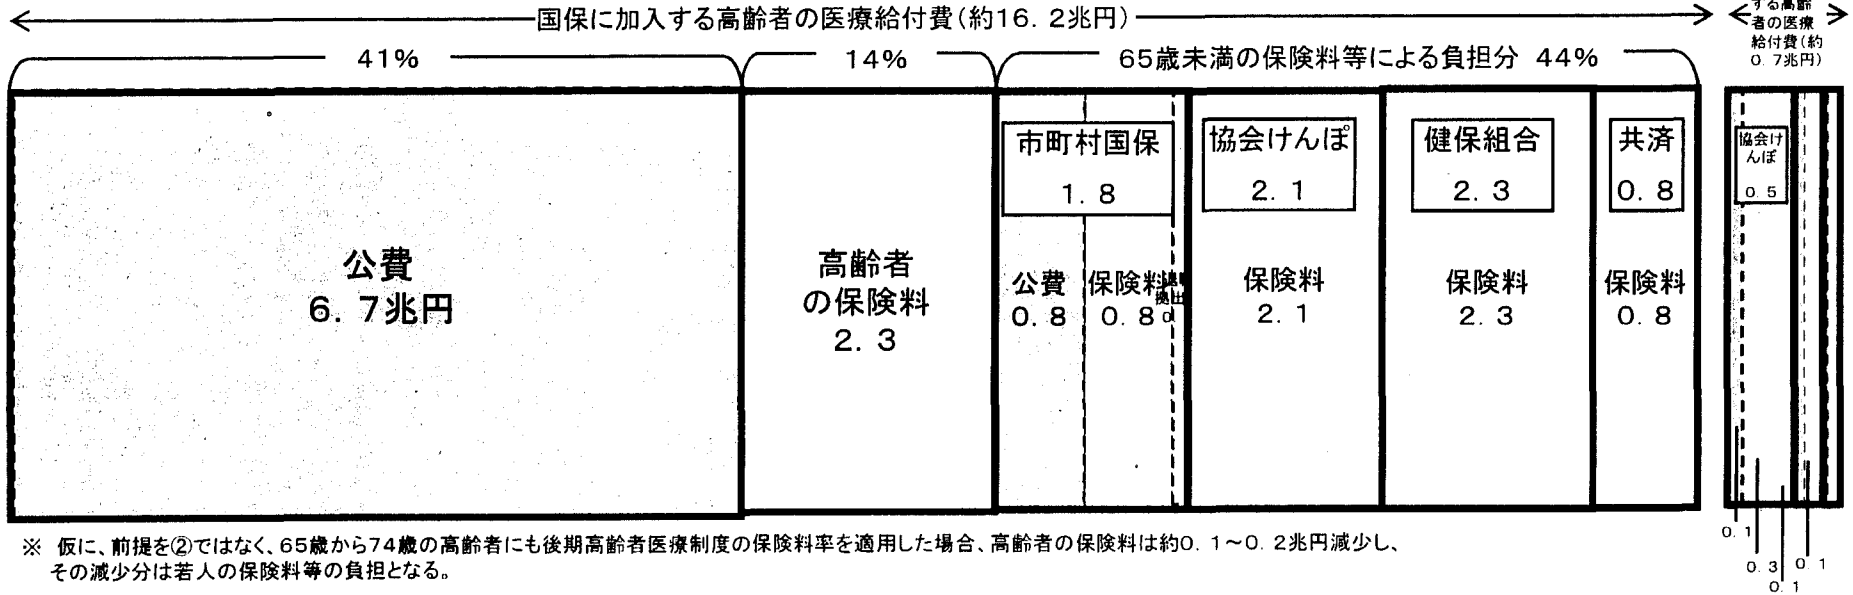 国保に加入する高齢者の医療給付費(約16.2兆円)
する高齢
者の医療
給付費(約
0.7兆円)
41%
14%
65歳未満の保険料等による負担分 44%
市町村国保
1.8
協会けんぽ
2.1
健保組合
2.3
共済
0.8
協会け
んぽ
0.5
公費
6.7兆円
高齢者
の保険料
2.3
公費
0.8
保険料
0.8
保険料
2.1
保険料
2.3
保険料
0.8
0.1
0.3
0.1
0.1
※ 仮に、前提を②ではなく、65歳から74歳の高齢者にも後期高齢者医療制度の保険料率を適用した場合、高齢者の保険料は約0.1~0.2兆円減少し、
その減少分は若人の保険料等の負担となる。